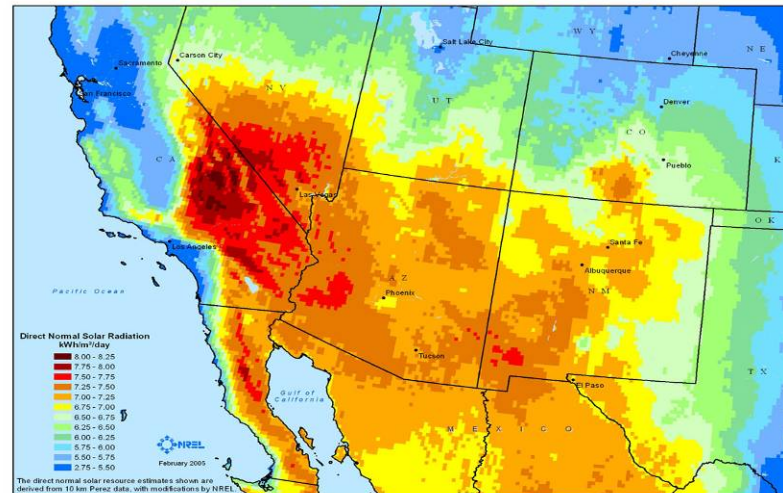 WY
Salt Lake City
Cheyenne
NE
Carson City
Sacramento
San Francisco
NV
UT
Denver
CO
CA
Pueblo
K
Las Vegas
OK
Santa Fe
Los Angeles
AZ
Albuquerque
Pacific Ocean
Phoenix
NM
Direct Normal Solar Radiation
kWh/m²/day
8.00 - 8.25
7.75 - 8.00
7.50 - 7.75
7.25 - 7.50
7.00 - 7.25
6.75 - 7.00
6.50 - 6.75
6.25 - 6.50
6.00 - 6.25
5.75 - 6.00
5.50 - 5.75
2.75 - 5.50
Tucson
TX
El Paso
Gulf of
California
MEXICO
NREL
February 2005
The direct normal solar resource estimates shown are
derived from 10 km Perez data, with modifications by NREL.